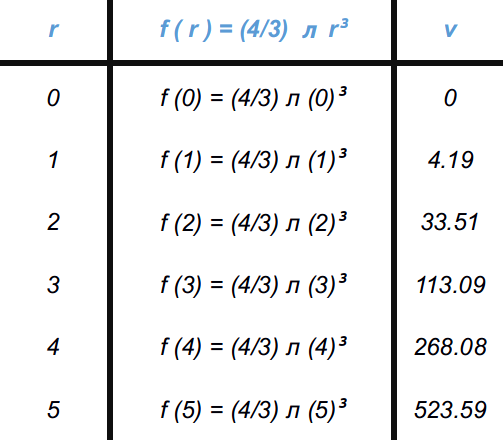 r f ( r ) = (4/3) л r³ v
0 f (0) = (4/3) л (0)³ 0
1 f (1) = (4/3) л (1)³ 4.19
2 f (2) = (4/3) л (2)³ 33.51
3 f (3) = (4/3) л (3)³ 113.09
4 f (4) = (4/3) л (4)³ 268.08
5 f (5) = (4/3) л (5)³ 523.59